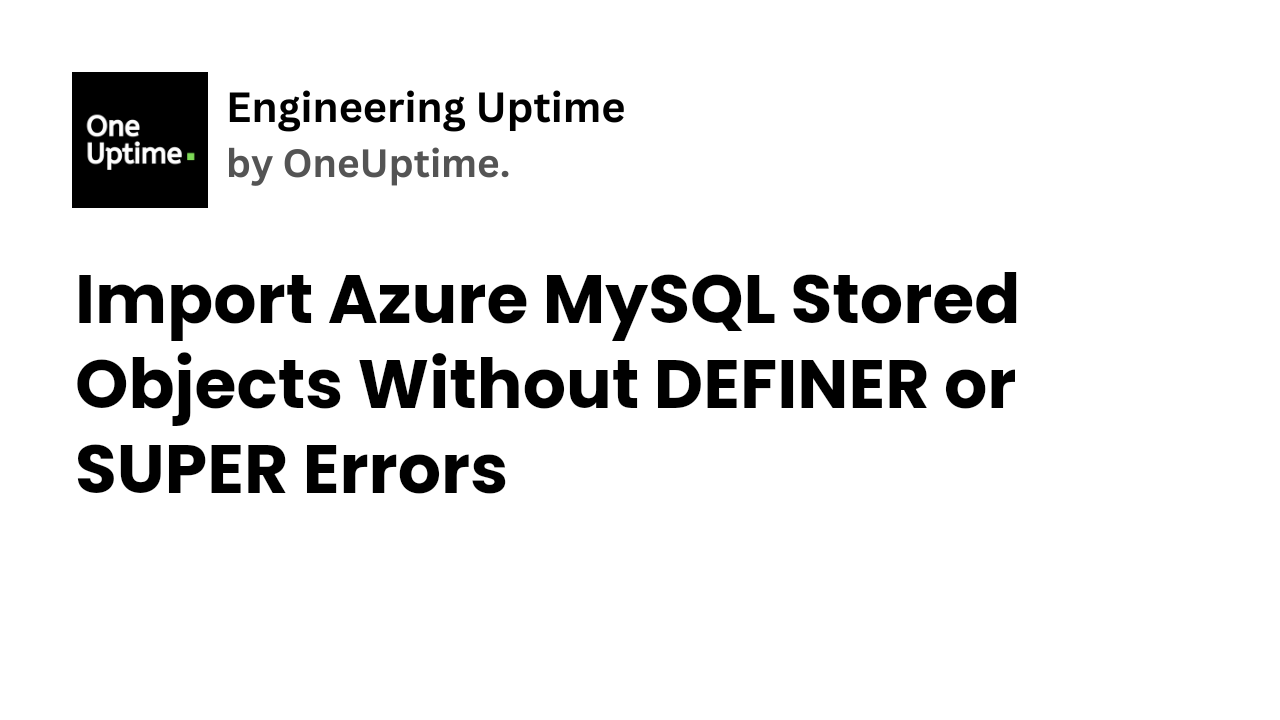 One
Uptime
Engineering Uptime
by OneUptime.
Import Azure MySQL Stored
Objects Without DEFINER or
SUPER Errors